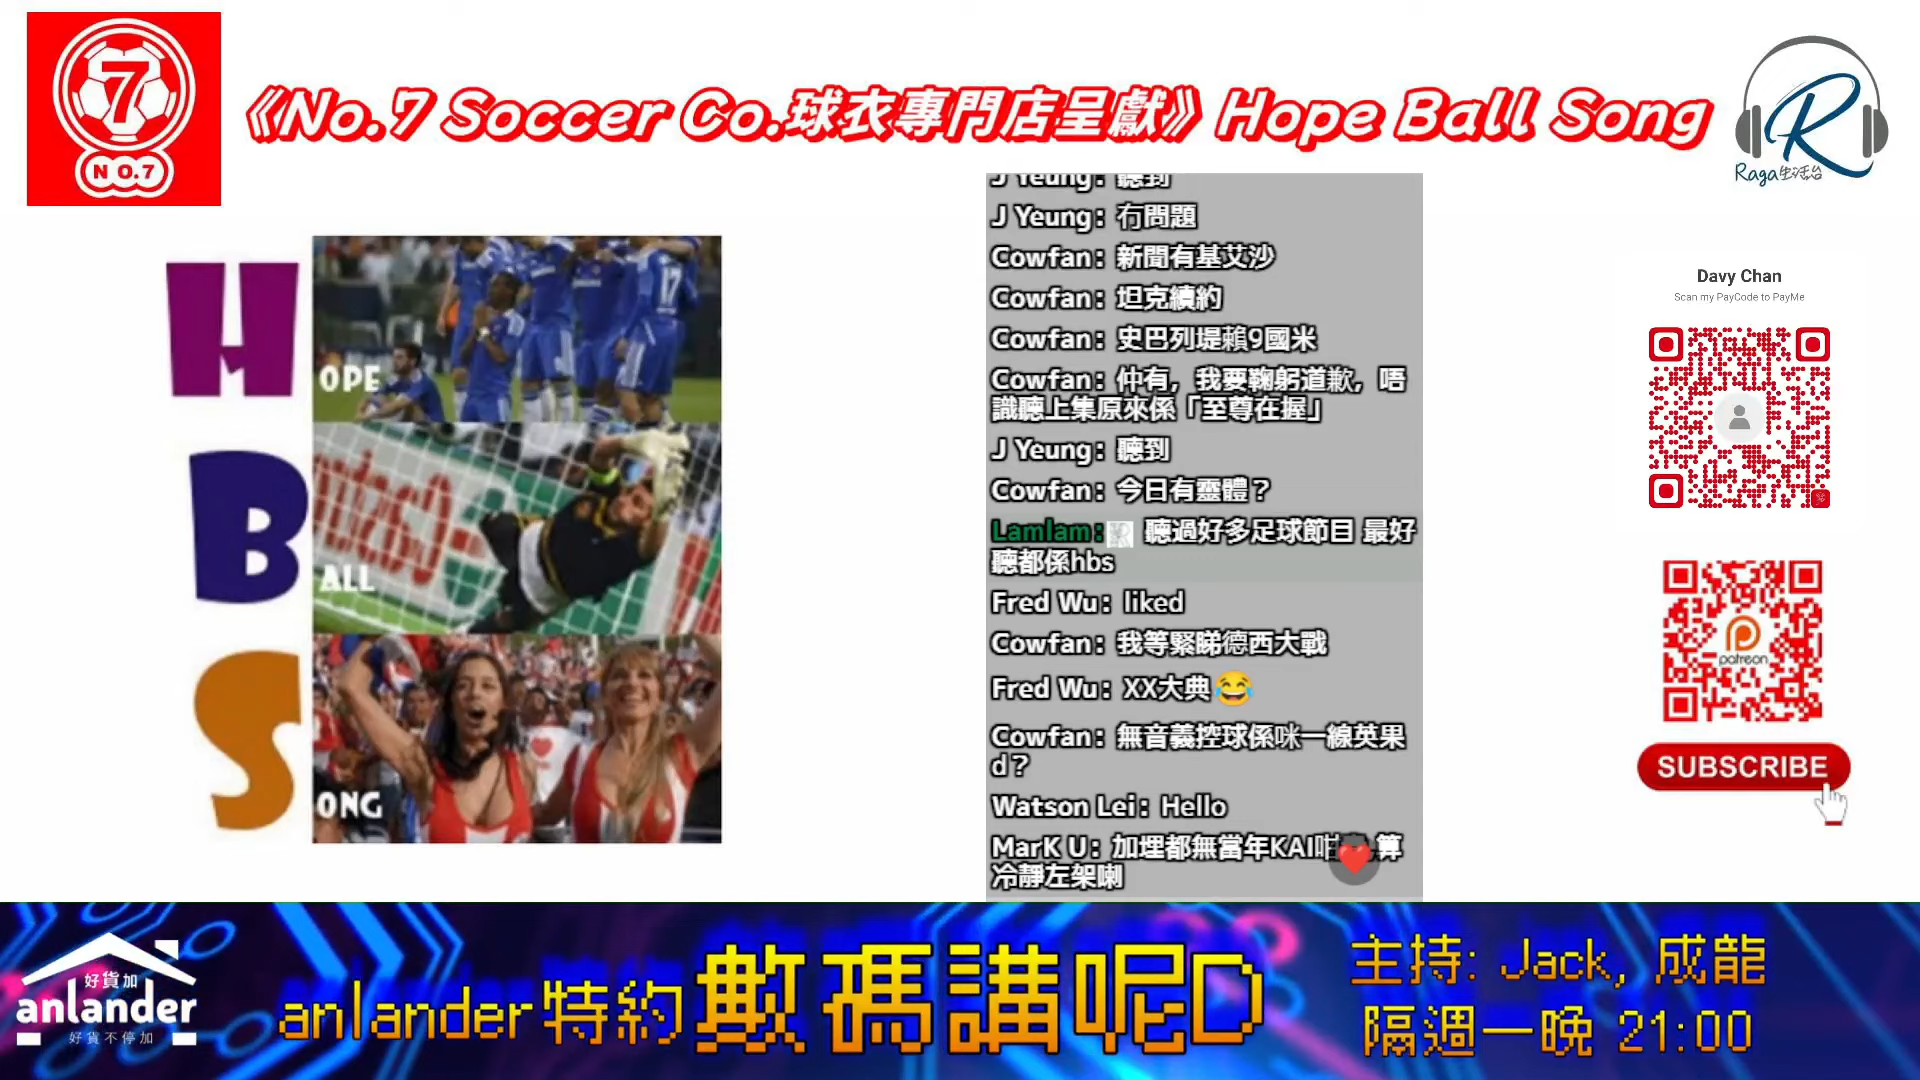 7
NO.7
《No.7 Soccer Co.球衣專門店呈獻》Hope Ball Song
R
Raga生活台
H OPE
B ALL
S ONG
17
J Yeung: 聽到
J Yeung: 冇問題
Cowfan: 新聞有基艾沙
Cowfan: 坦克續約
Cowfan: 史巴列堤賴9國米
Cowfan: 仲有，我要鞠躬道歉，唔
識聽上集原來係「至尊在握」
J Yeung: 聽到
Cowfan: 今日有靈體？
Lamlam: 聽過好多足球節目 最好
聽都係hbs
Fred Wu: liked
Cowfan: 我等緊睇德西大戰
Fred Wu: XX大典😂
Cowfan: 無音義控球係咪一線英果
d？
Watson Lei: Hello
MarK U: 加埋都無當年KAI咁 算
冷靜左架喇
Davy Chan
Scan my PayCode to PayMe
patreon
SUBSCRIBE
好貨加
anlander
好貨不停加
anlander特約 數碼講呢D
主持: Jack, 成龍
隔週一晚 21:00